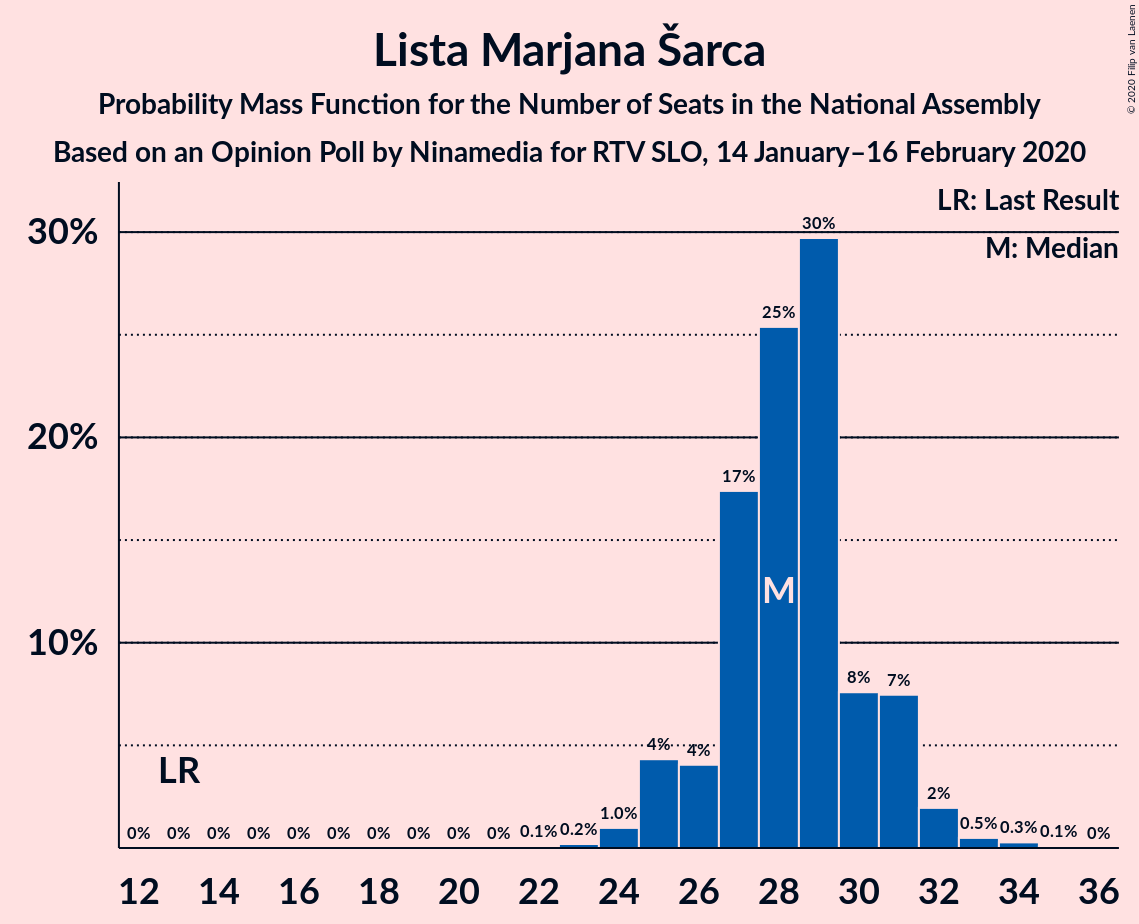 Lista Marjana Šarca
Probability Mass Function for the Number of Seats in the National Assembly
Based on an Opinion Poll by Ninamedia for RTV SLO, 14 January–16 February 2020
© 2020 Filip van Laenen
LR: Last Result
M: Median
30%
20%
10%
30%
25%
17%
M
8%
7%
4%
4%
LR
2%
1.0%
0% 0% 0% 0% 0% 0% 0% 0% 0% 0% 0.1% 0.2% 0.5% 0.3% 0.1% 0%
12 14 16 18 20 22 24 26 28 30 32 34 36